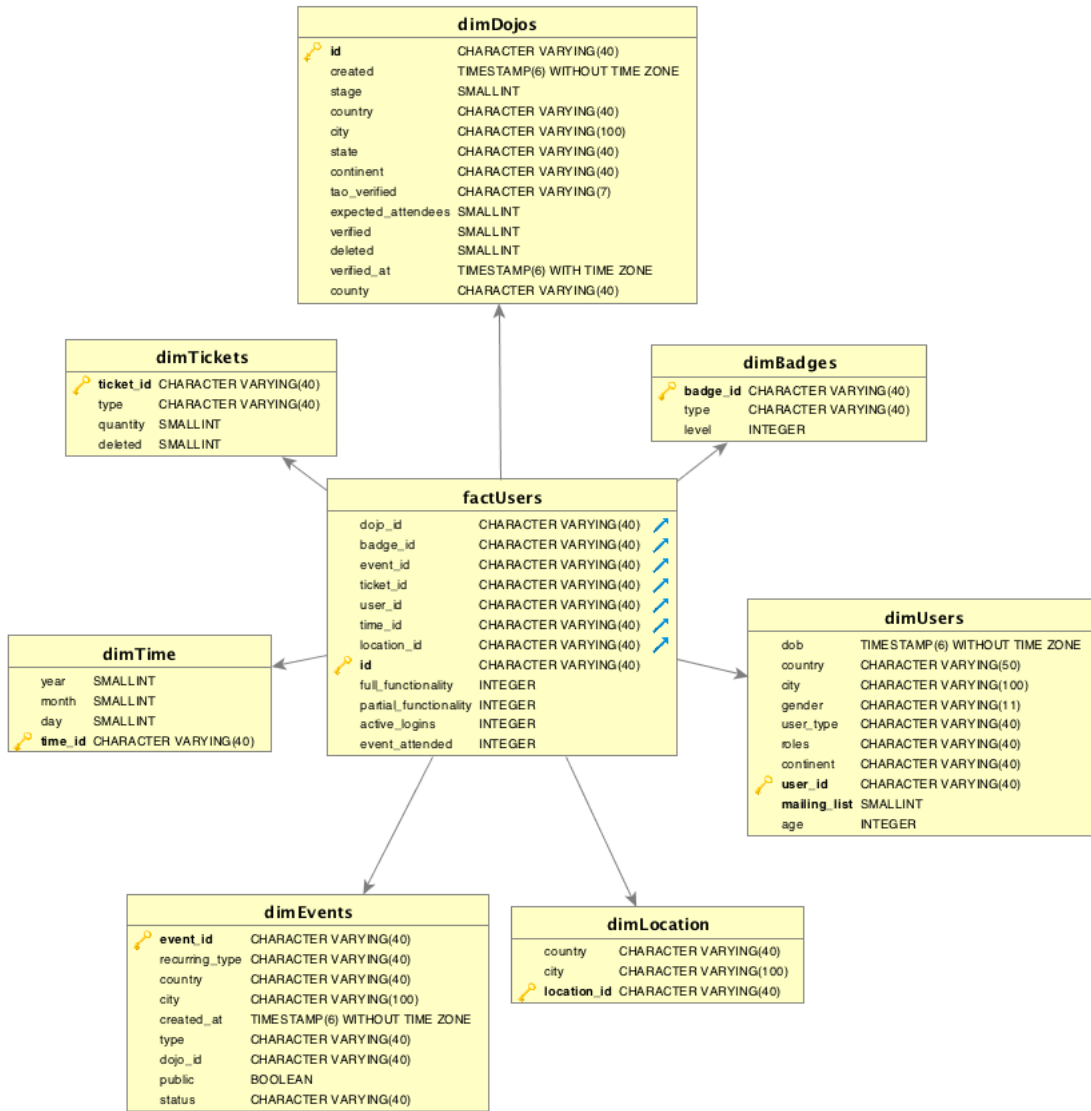 dimDojos
id CHARACTER VARYING(40)
created TIMESTAMP(6) WITHOUT TIME ZONE
stage SMALLINT
country CHARACTER VARYING(40)
city CHARACTER VARYING(100)
state CHARACTER VARYING(40)
continent CHARACTER VARYING(40)
tao_verified CHARACTER VARYING(7)
expected_attendees SMALLINT
verified SMALLINT
deleted SMALLINT
verified_at TIMESTAMP(6) WITH TIME ZONE
county CHARACTER VARYING(40)
dimTickets
ticket_id CHARACTER VARYING(40)
type CHARACTER VARYING(40)
quantity SMALLINT
deleted SMALLINT
dimBadges
badge_id CHARACTER VARYING(40)
type CHARACTER VARYING(40)
level INTEGER
factUsers
dojo_id CHARACTER VARYING(40)
badge_id CHARACTER VARYING(40)
event_id CHARACTER VARYING(40)
ticket_id CHARACTER VARYING(40)
user_id CHARACTER VARYING(40)
time_id CHARACTER VARYING(40)
location_id CHARACTER VARYING(40)
id CHARACTER VARYING(40)
full_functionality INTEGER
partial_functionality INTEGER
active_logins INTEGER
event_attended INTEGER
dimTime
year SMALLINT
month SMALLINT
day SMALLINT
time_id CHARACTER VARYING(40)
dimUsers
dob TIMESTAMP(6) WITHOUT TIME ZONE
country CHARACTER VARYING(50)
city CHARACTER VARYING(100)
gender CHARACTER VARYING(11)
user_type CHARACTER VARYING(40)
roles CHARACTER VARYING(40)
continent CHARACTER VARYING(40)
user_id CHARACTER VARYING(40)
mailing_list SMALLINT
age INTEGER
dimEvents
event_id CHARACTER VARYING(40)
recurring_type CHARACTER VARYING(40)
country CHARACTER VARYING(40)
city CHARACTER VARYING(100)
created_at TIMESTAMP(6) WITHOUT TIME ZONE
type CHARACTER VARYING(40)
dojo_id CHARACTER VARYING(40)
public BOOLEAN
status CHARACTER VARYING(40)
dimLocation
country CHARACTER VARYING(40)
city CHARACTER VARYING(100)
location_id CHARACTER VARYING(40)